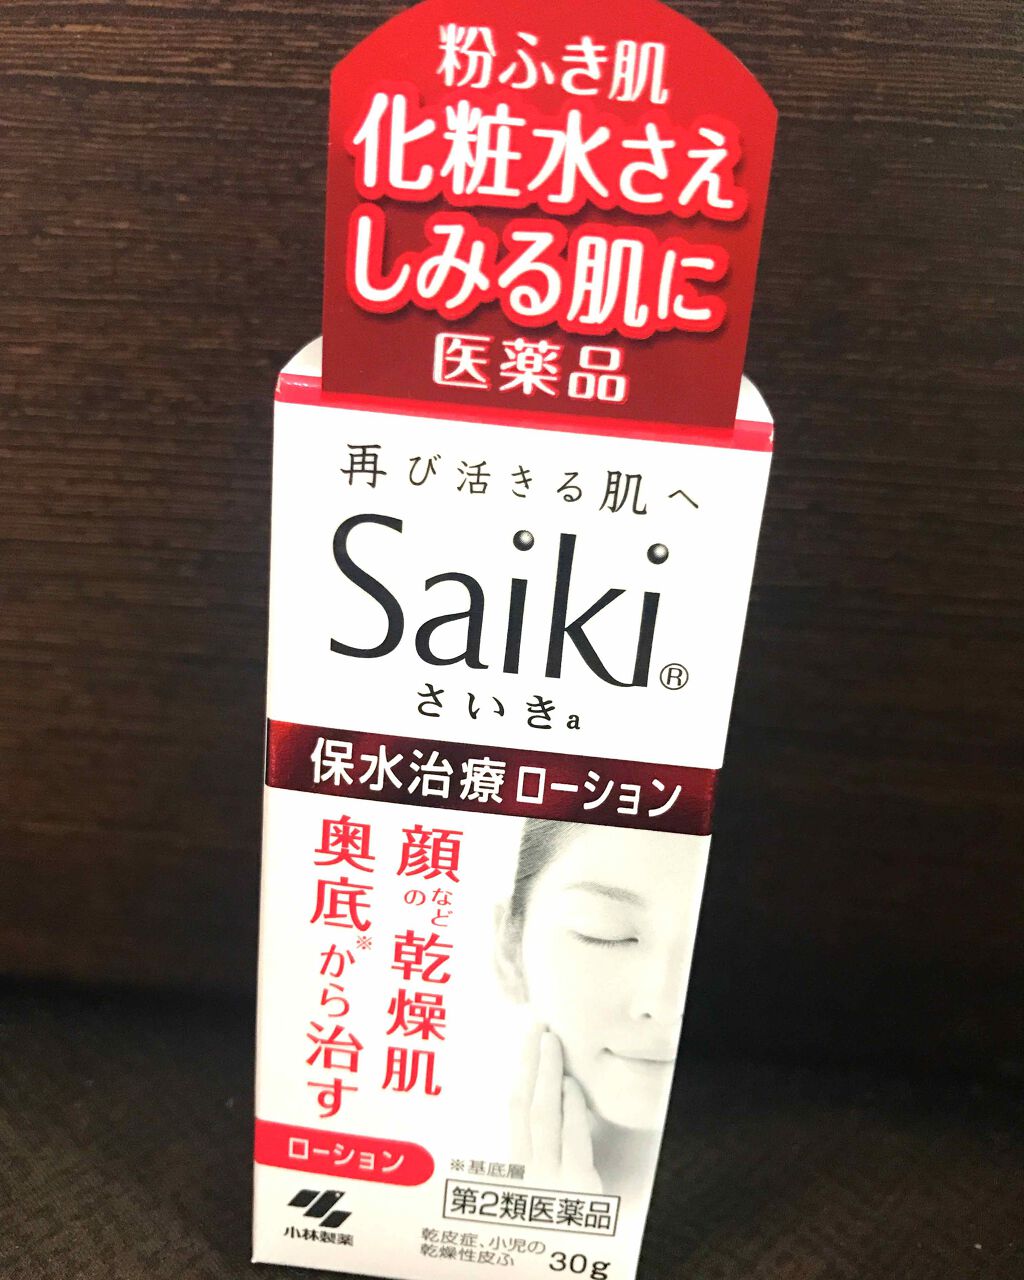 粉ふき肌
化粧水さえ
しみる肌に
医薬品
再び活きる肌へ
Saiki®
さいきa
保水治療ローション
顔などの乾燥肌
奥底※から治す
ローション
※基底層
第2類医薬品
小林製薬
乾皮症、小児の
乾燥性皮ふ
30g